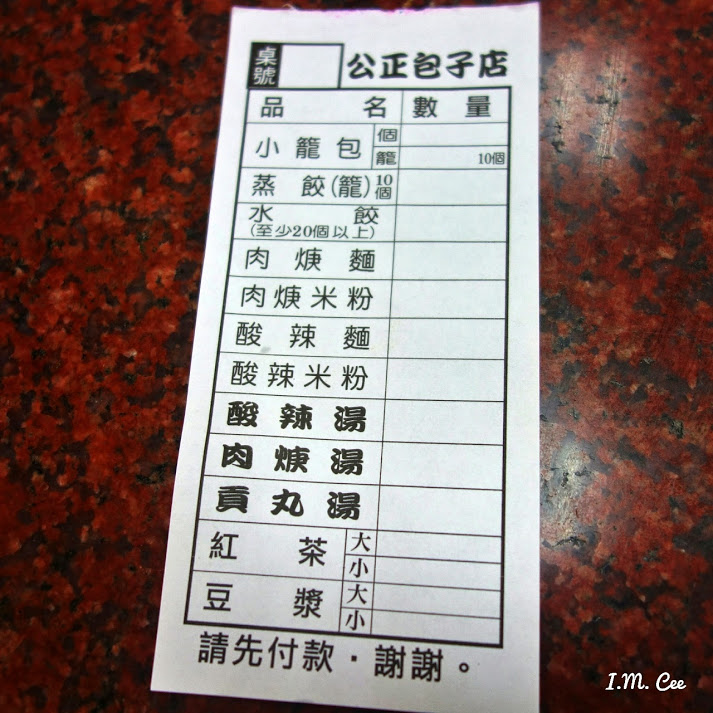 桌號 公正包子店
品名 數量
小籠包 個
籠 10個
蒸餃(籠)10個
水餃
(至少20個以上)
肉焿麵
肉焿米粉
酸辣麵
酸辣米粉
酸辣湯
肉焿湯
貢丸湯
紅茶 大
小
豆漿 大
小
請先付款·謝謝。
I.M. Cee